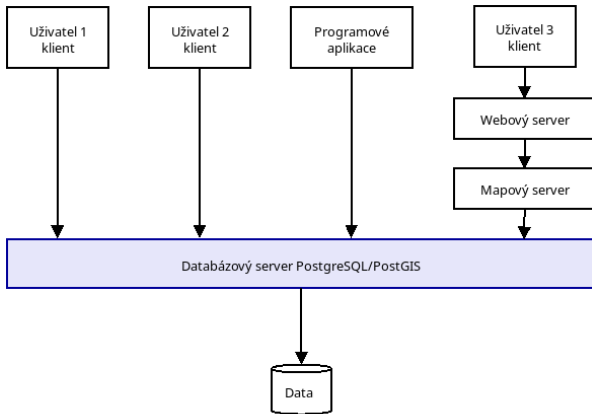 Uživatel 1
klient
Uživatel 2
klient
Programové
aplikace
Uživatel 3
klient
Webový server
Mapový server
Databázový server PostgreSQL/PostGIS
Data